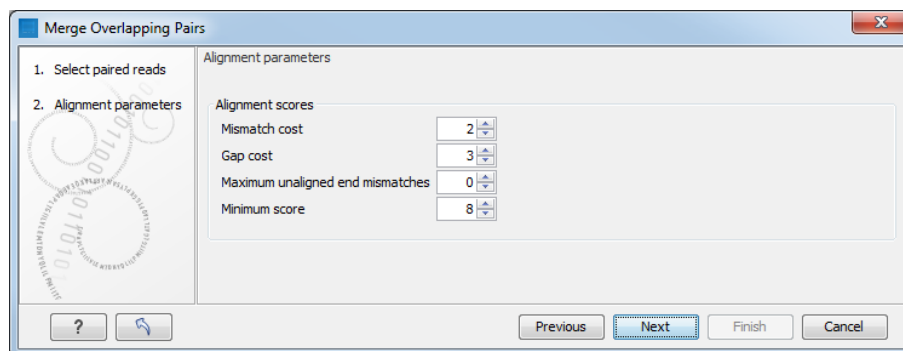 Merge Overlapping Pairs
1. Select paired reads
2. Alignment parameters
Alignment parameters
Alignment scores
Mismatch cost 2
Gap cost 3
Maximum unaligned end mismatches 0
Minimum score 8
?
Previous
Next
Finish
Cancel